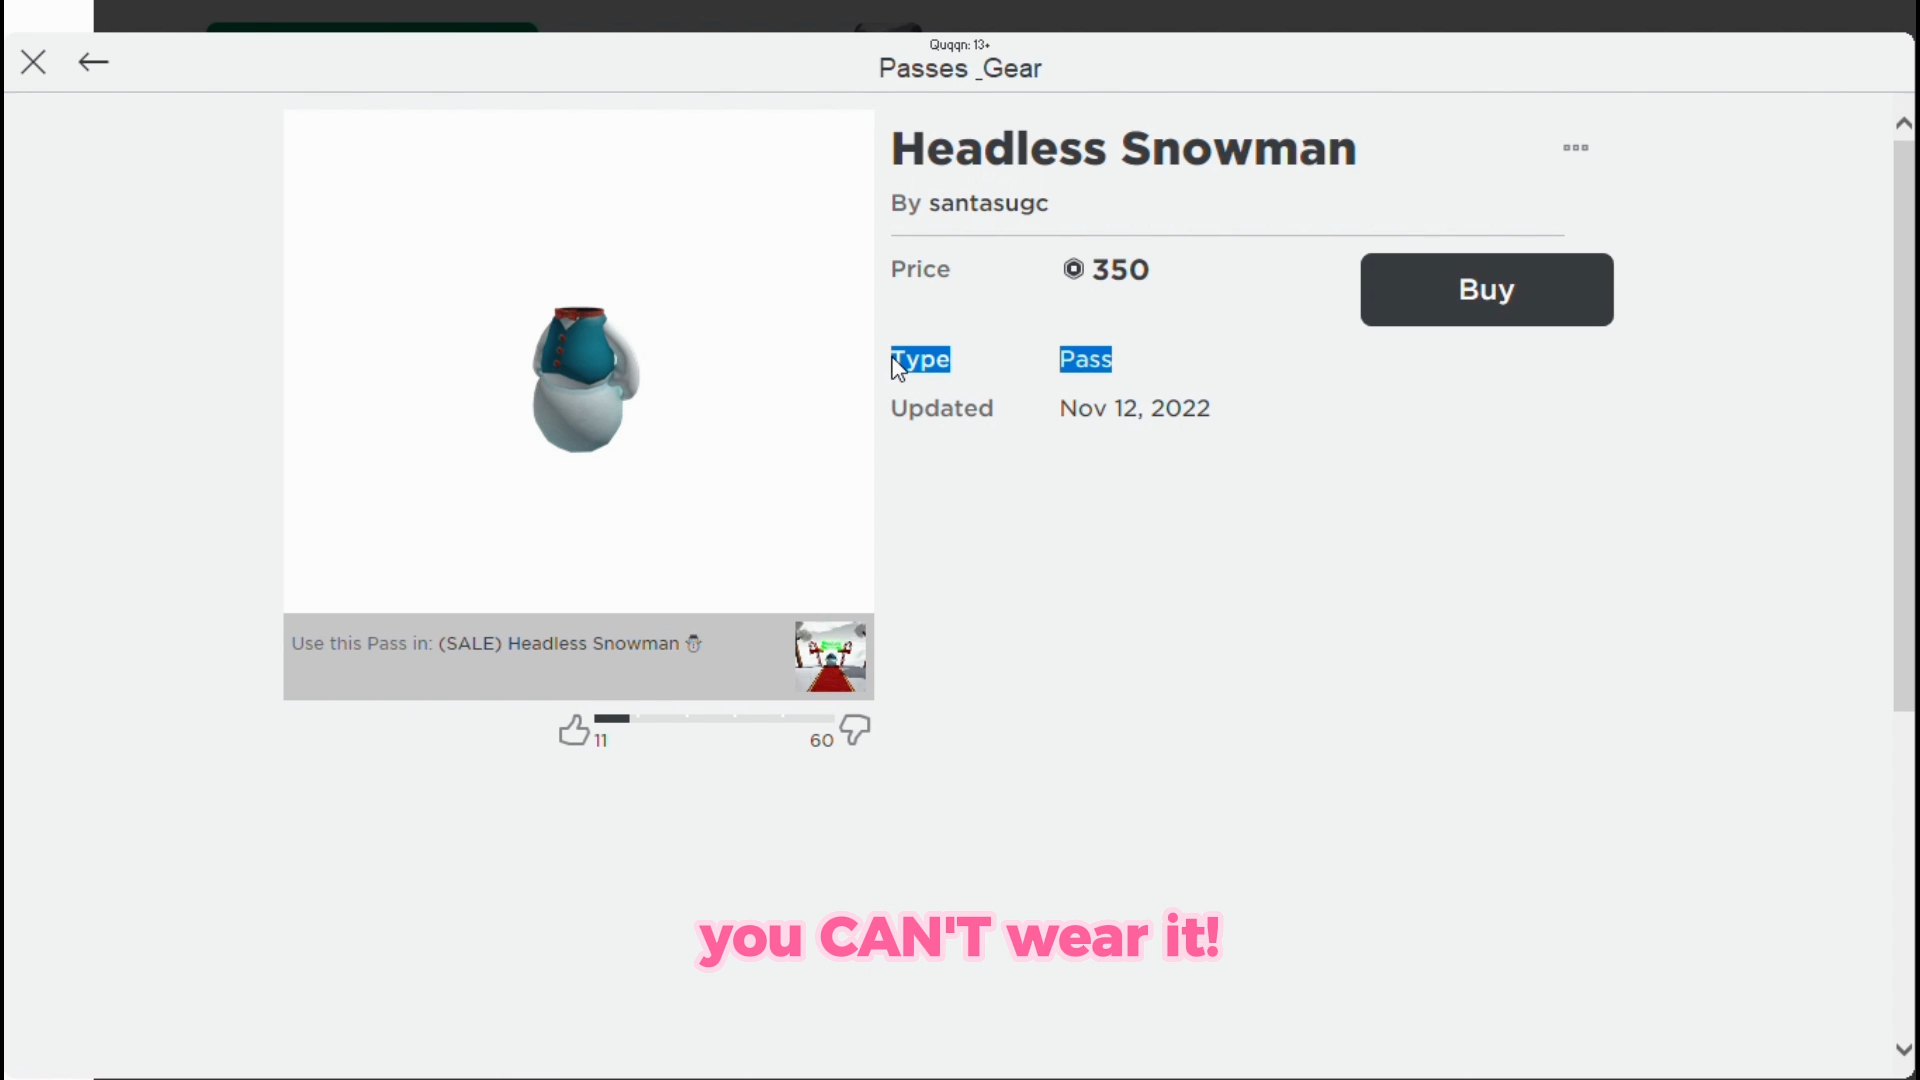 Quqqn: 13+
Passes _Gear
Headless Snowman
By santasugc
Price 350
Buy
Type Pass
Updated Nov 12, 2022
Use this Pass in: (SALE) Headless Snowman ☃
11 60
you CAN'T wear it!